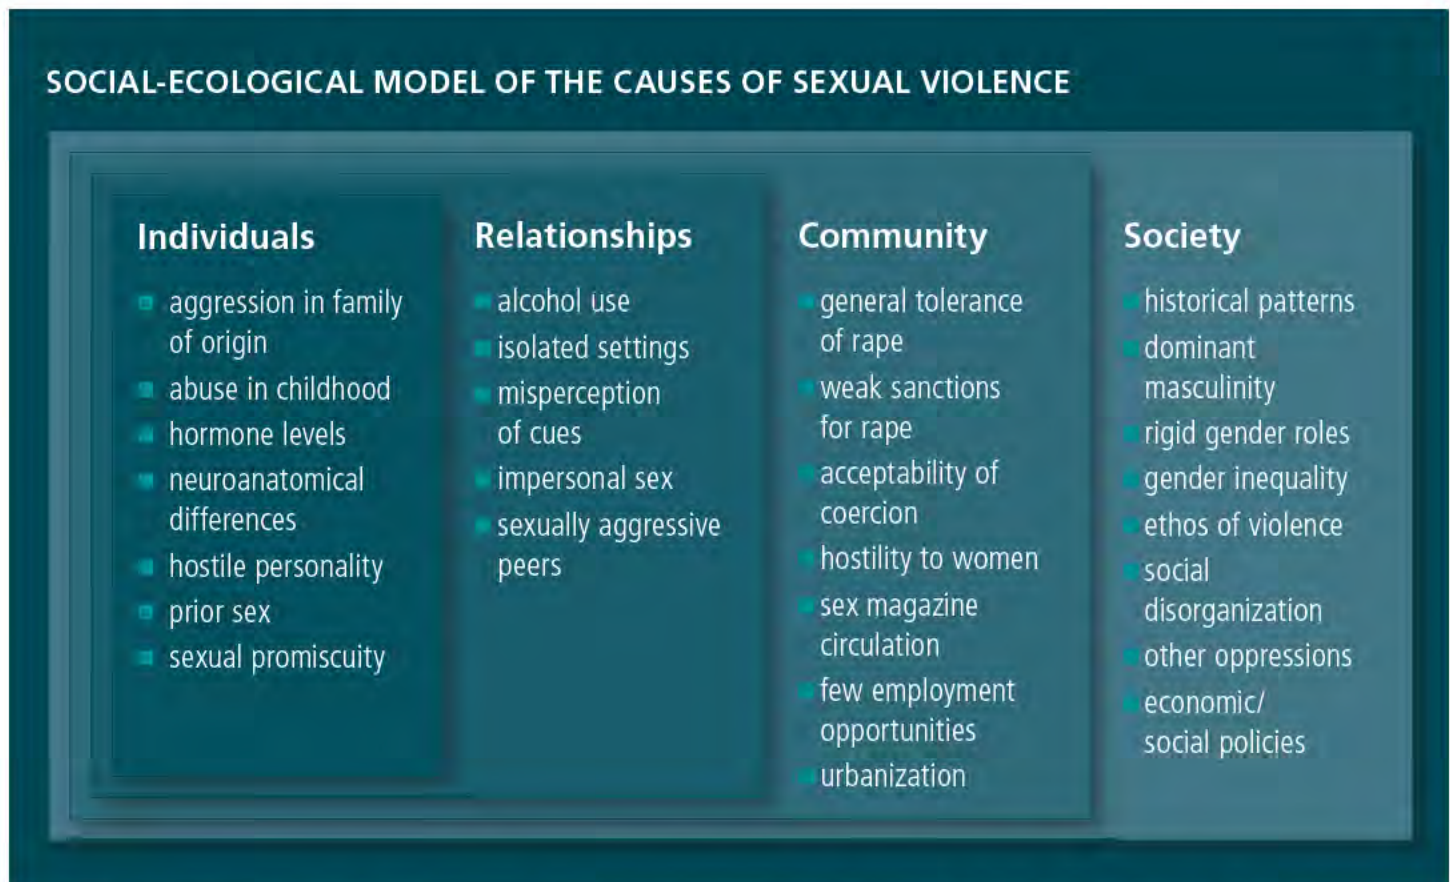 SOCIAL-ECOLOGICAL MODEL OF THE CAUSES OF SEXUAL VIOLENCE
Individuals
aggression in family
of origin
abuse in childhood
hormone levels
neuroanatomical
differences
hostile personality
prior sex
sexual promiscuity
Relationships
alcohol use
isolated settings
misperception
of cues
impersonal sex
sexually aggressive
peers
Community
general tolerance
of rape
weak sanctions
for rape
acceptability of
coercion
hostility to women
sex magazine
circulation
few employment
opportunities
urbanization
Society
historical patterns
dominant
masculinity
rigid gender roles
gender inequality
ethos of violence
social
disorganization
other oppressions
economic/
social policies